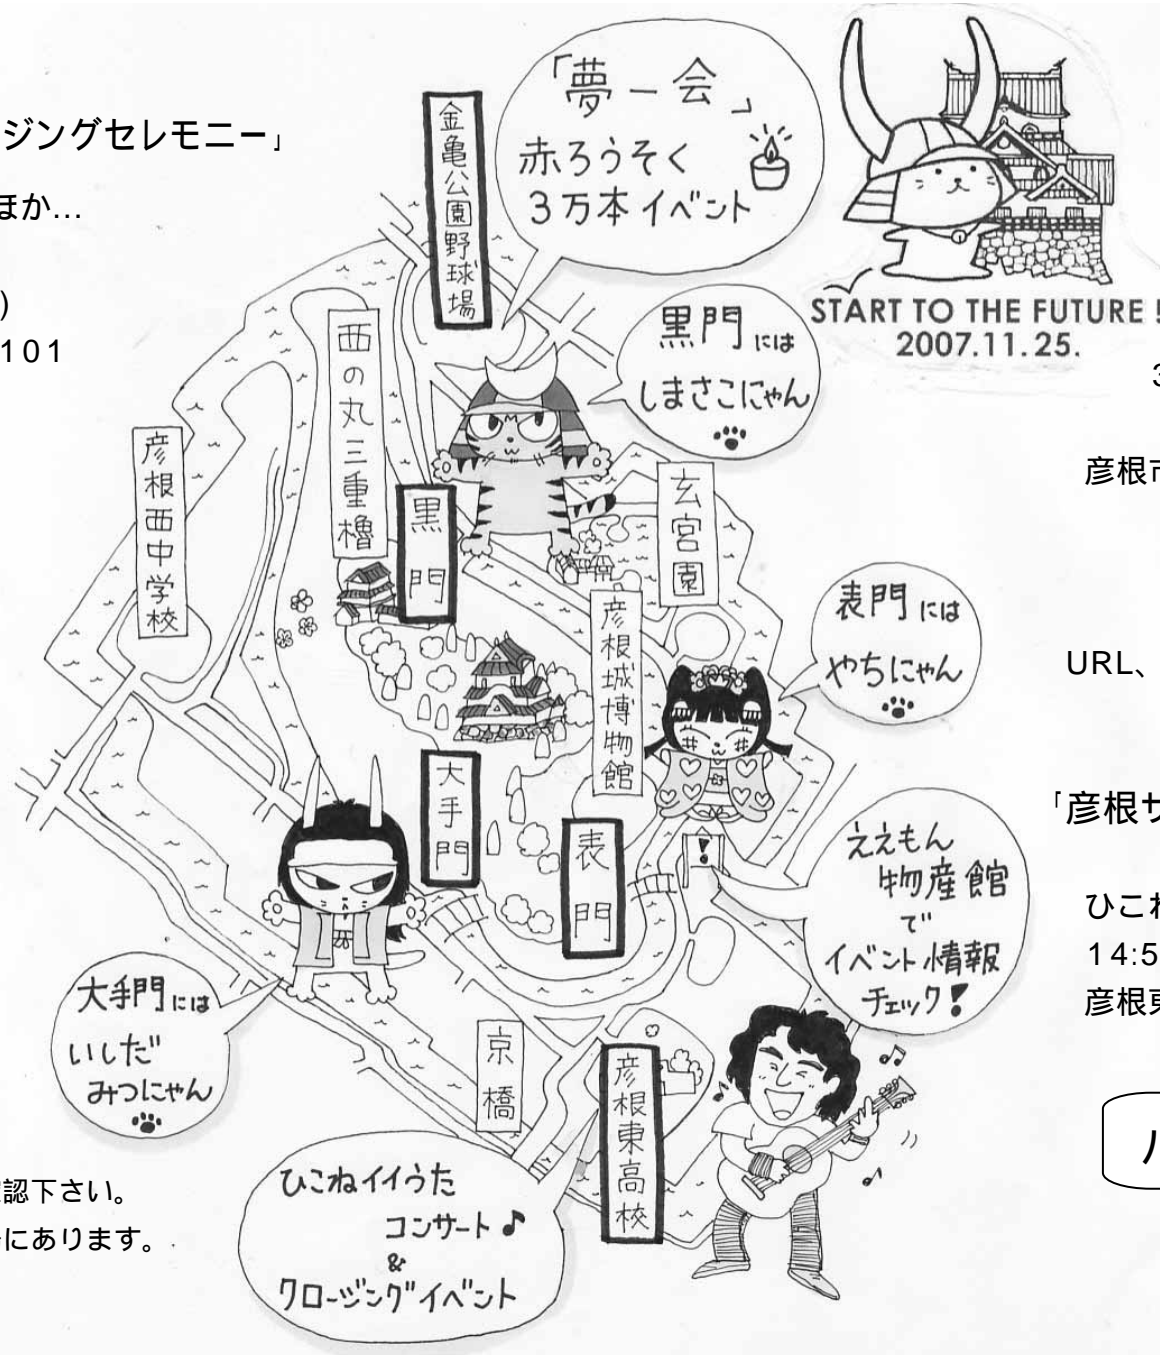 ジングセレモニー」
ほか…
)
101
「夢一会」
赤ろうそく
3万本イベント
START TO THE FUTURE !
2007.11.25.
金亀公園野球場
黒門には
しまさこにゃん
西の丸三重櫓
黒門
彦根西中学校
玄宮園
彦根市
彦根城博物館
表門には
やちにゃん
URL、
大手門
表門
「彦根サ
ええもん
物産館
で
イベント情報
チェック!
ひこね
14:5
彦根東
大手門には
いしだ
みつにゃん
京橋
彦根東高校
認下さい。
にあります。
ひこねイイうた
コンサート♪
&
クロージングイベント